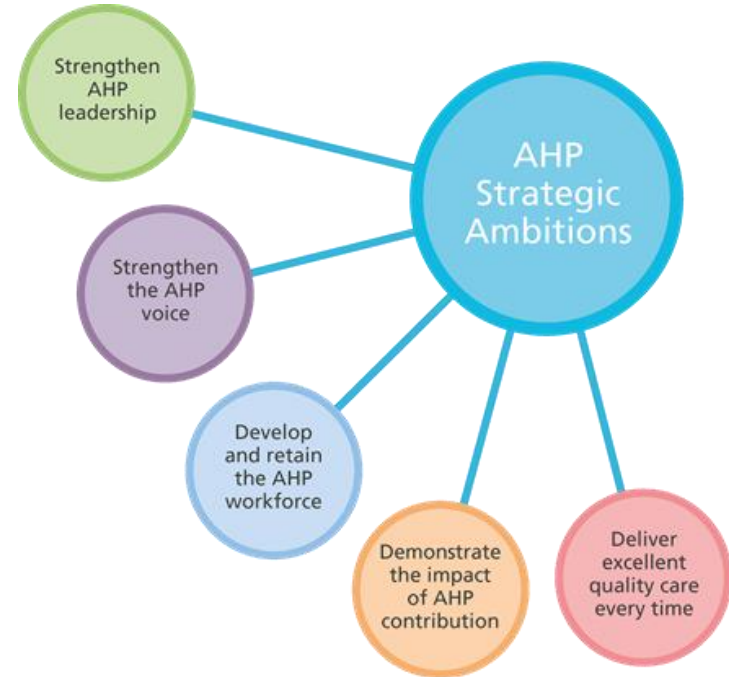 Strengthen
AHP
leadership
AHP
Strategic
Ambitions
Strengthen
the AHP
voice
Develop
and retain
the AHP
workforce
Demonstrate
the impact
of AHP
contribution
Deliver
excellent
quality care
every time